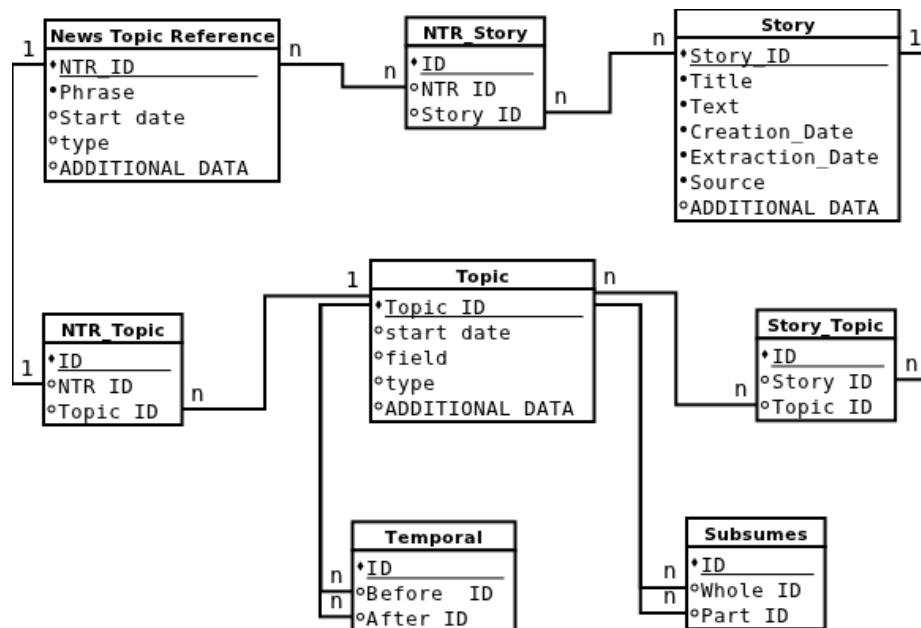 News Topic Reference
NTR_ID
Phrase
Start date
type
ADDITIONAL DATA
1
n
NTR_Story
ID
NTR ID
Story ID
n
n
Story
Story_ID
Title
Text
Creation_Date
Extraction_Date
Source
ADDITIONAL DATA
n
1
NTR_Topic
ID
NTR ID
Topic ID
1
n
Topic
Topic ID
start date
field
type
ADDITIONAL DATA
1
n
Story_Topic
ID
Story ID
Topic ID
n
n
Temporal
ID
Before ID
After ID
n
n
Subsumes
ID
Whole ID
Part ID
n
n